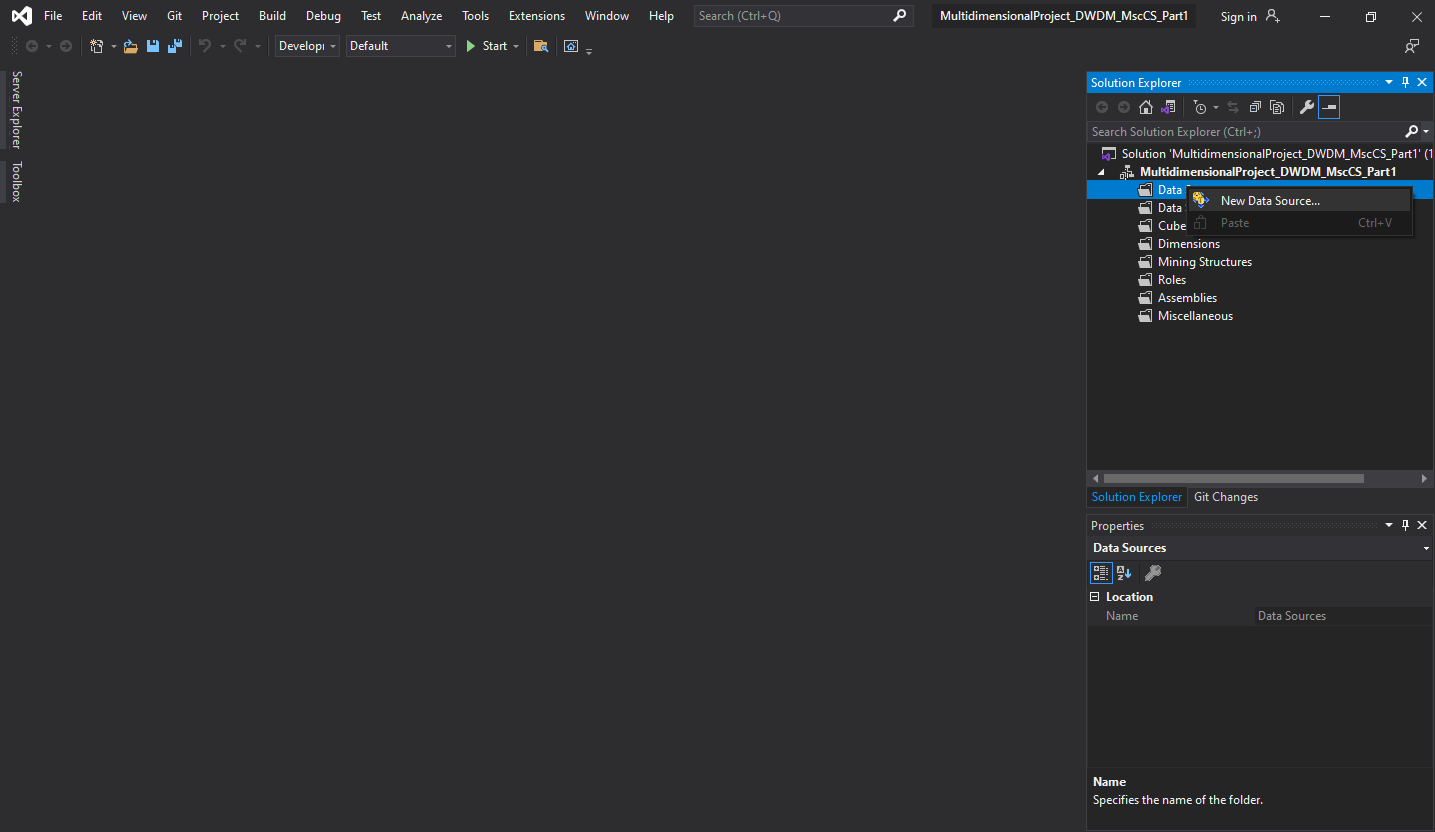 File Edit View Git Project Build Debug Test Analyze Tools Extensions Window Help Search (Ctrl+Q) MultidimensionalProject_DWDM_MscCS_Part1 Sign in
Default Start
Server Explorer
Toolbox
Solution Explorer
Search Solution Explorer (Ctrl+;)
Solution 'MultidimensionalProject_DWDM_MscCS_Part1' (1
MultidimensionalProject_DWDM_MscCS_Part1
Data
New Data Source...
Data
Paste Ctrl+V
Cube
Dimensions
Mining Structures
Roles
Assemblies
Miscellaneous
Solution Explorer Git Changes
Properties
Data Sources
Location
Name Data Sources
Name
Specifies the name of the folder.